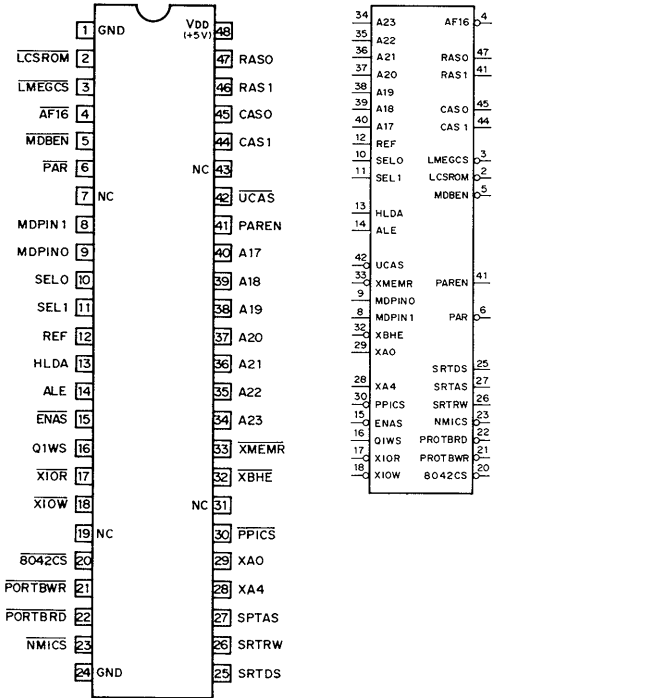 1 GND VDD 48
(+5V)
LCSROM 2 47 RAS0
LMEGCS 3 46 RAS1
AF16 4 45 CAS0
MDBEN 5 44 CAS1
PAR 6 NC 43
7 NC 42 UCAS
MDPIN1 8 41 PAREN
MDPIN0 9 40 A17
SEL0 10 39 A18
SEL1 11 38 A19
REF 12 37 A20
HLDA 13 36 A21
ALE 14 35 A22
ENAS 15 34 A23
Q1WS 16 33 XMEMR
XIOR 17 32 XBHE
XIOW 18 NC 31
19 NC 30 PPICS
8042CS 20 29 XA0
PORTBWR 21 28 XA4
PORTBRD 22 27 SPTAS
NMICS 23 26 SRTRW
24 GND 25 SRTDS
34 A23 AF16 4
35 A22
36 A21 RAS0 47
37 A20 RAS1 41
38 A19
39 A18 CAS0 45
40 A17 CAS1 44
12 REF
10 SEL0 LMEGCS 3
11 SEL1 LCSROM 2
MDBEN 5
13 HLDA
14 ALE
42 UCAS
33 XMEMR PAREN 41
9 MDPIN0
8 MDPIN1 PAR 6
32 XBHE
29 XA0
SRTDS 25
28 XA4 SRTAS 27
30 PPICS SRTRW 26
15 ENAS NMICS 23
16 Q1WS PROTBRD 22
17 XIOR PROTBWR 21
18 XIOW 8042CS 20